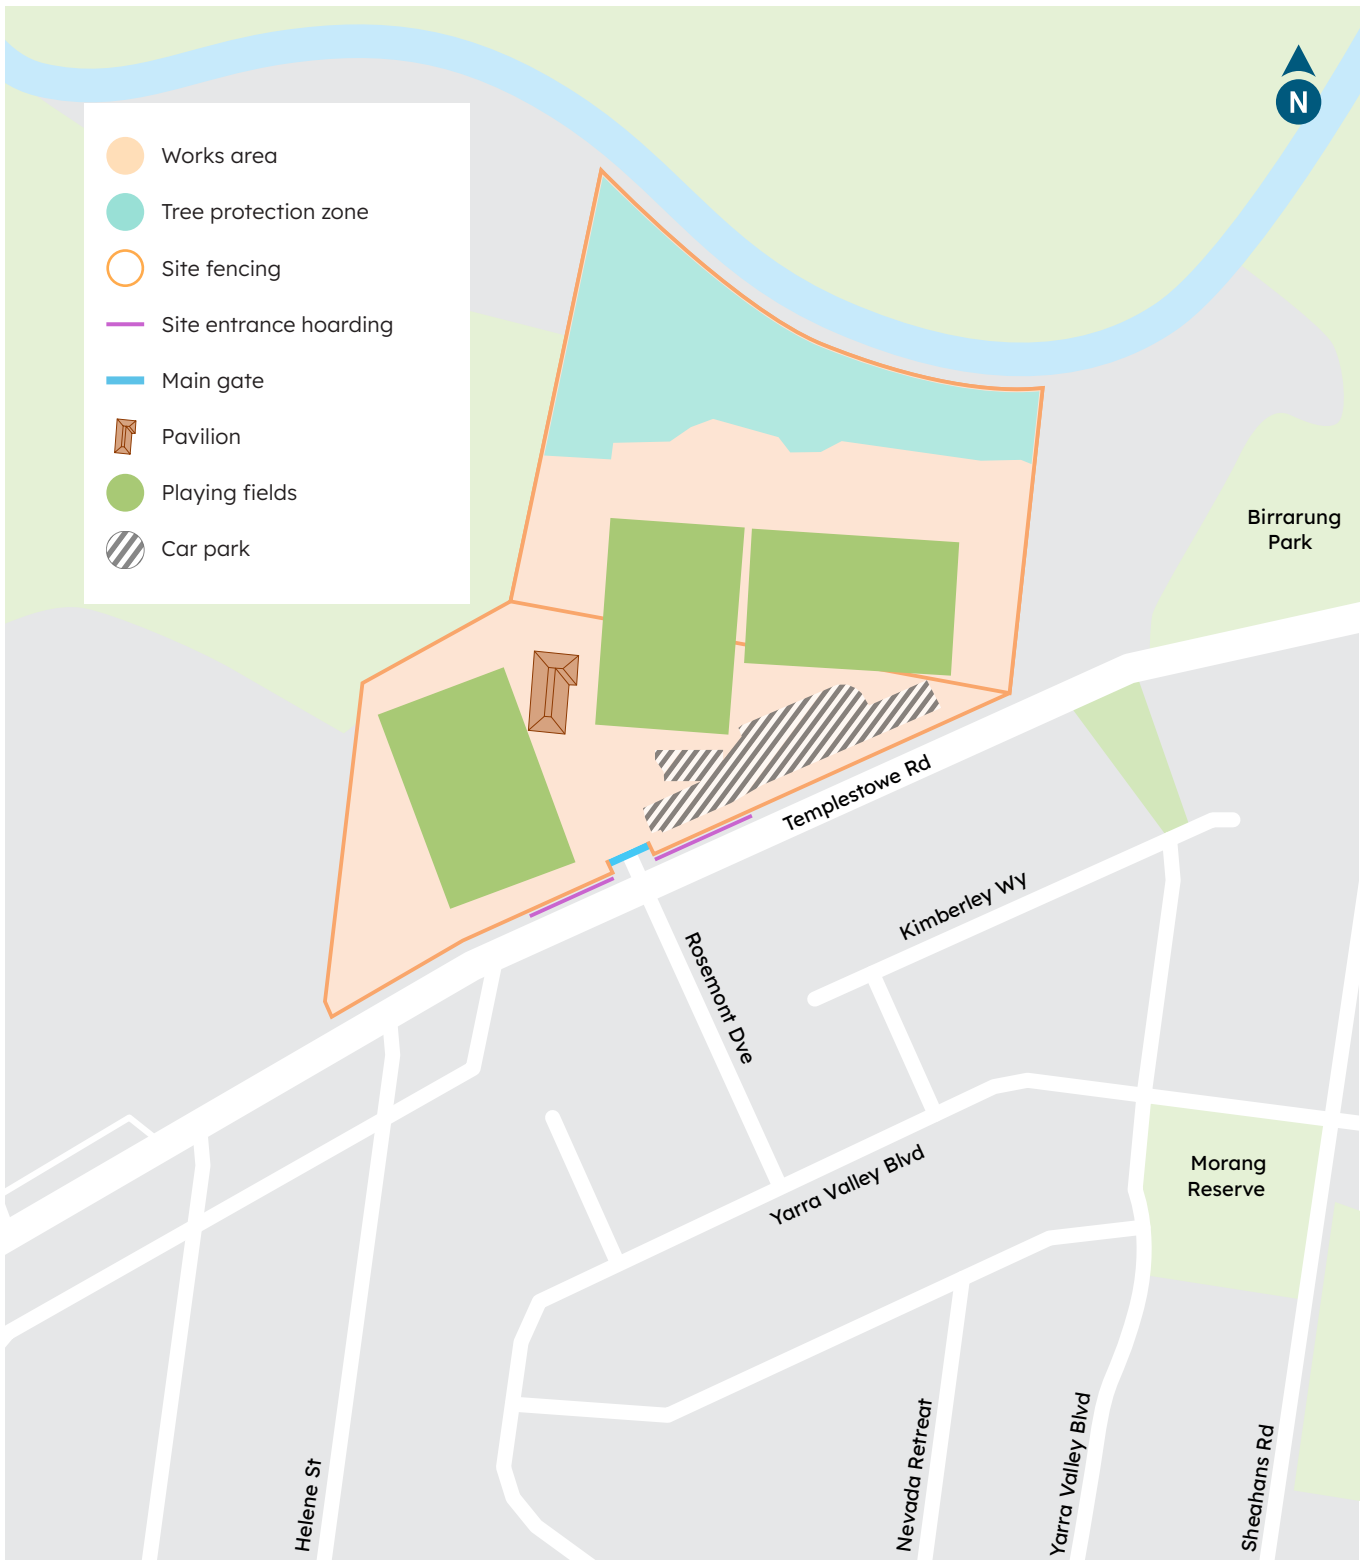 N
Works area
Tree protection zone
Site fencing
Site entrance hoarding
Main gate
Pavilion
Playing fields
Car park
Birrarung
Park
Templestowe Rd
Kimberley Wy
Rosemont Dve
Yarra Valley Blvd
Morang
Reserve
Helene St
Nevada Retreat
Yarra Valley Blvd
Sheahans Rd